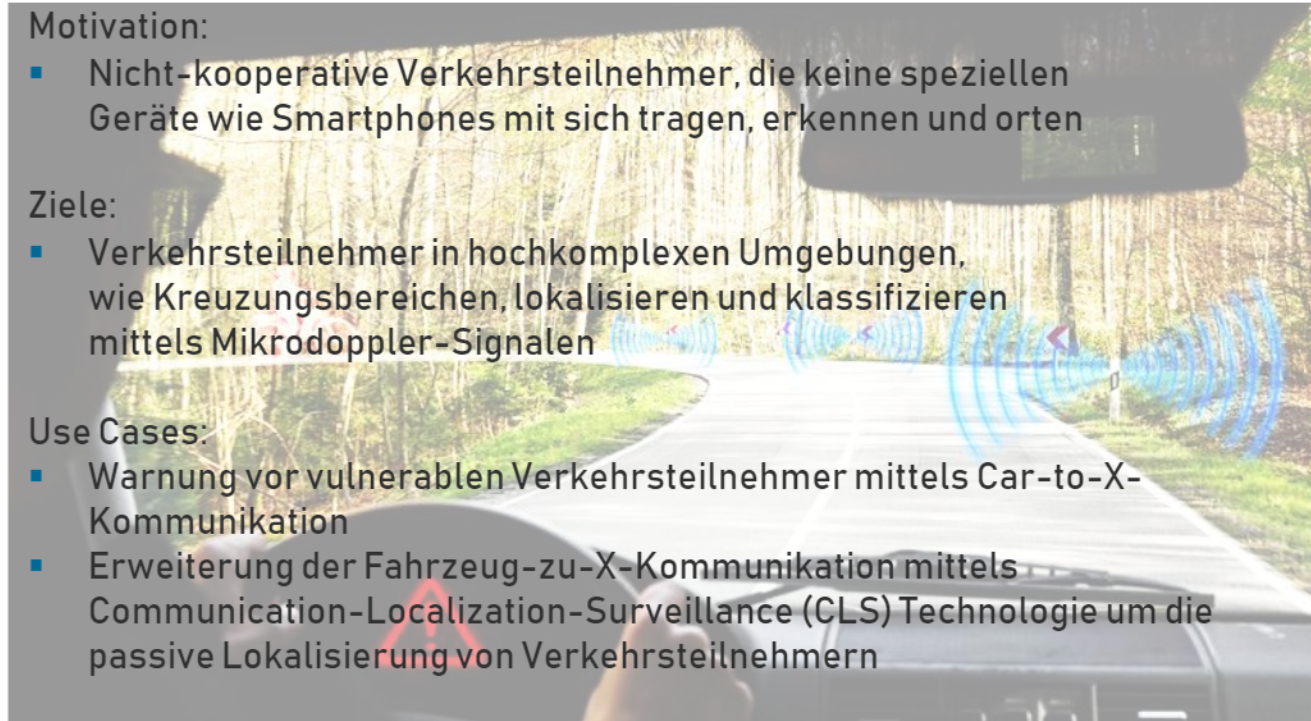 Motivation:
▪ Nicht-kooperative Verkehrsteilnehmer, die keine speziellen
Geräte wie Smartphones mit sich tragen, erkennen und orten
Ziele:
▪ Verkehrsteilnehmer in hochkomplexen Umgebungen,
wie Kreuzungsbereichen, lokalisieren und klassifizieren
mittels Mikrodoppler-Signalen
Use Cases:
▪ Warnung vor vulnerablen Verkehrsteilnehmer mittels Car-to-X-
Kommunikation
▪ Erweiterung der Fahrzeug-zu-X-Kommunikation mittels
Communication-Localization-Surveillance (CLS) Technologie um die
passive Lokalisierung von Verkehrsteilnehmern